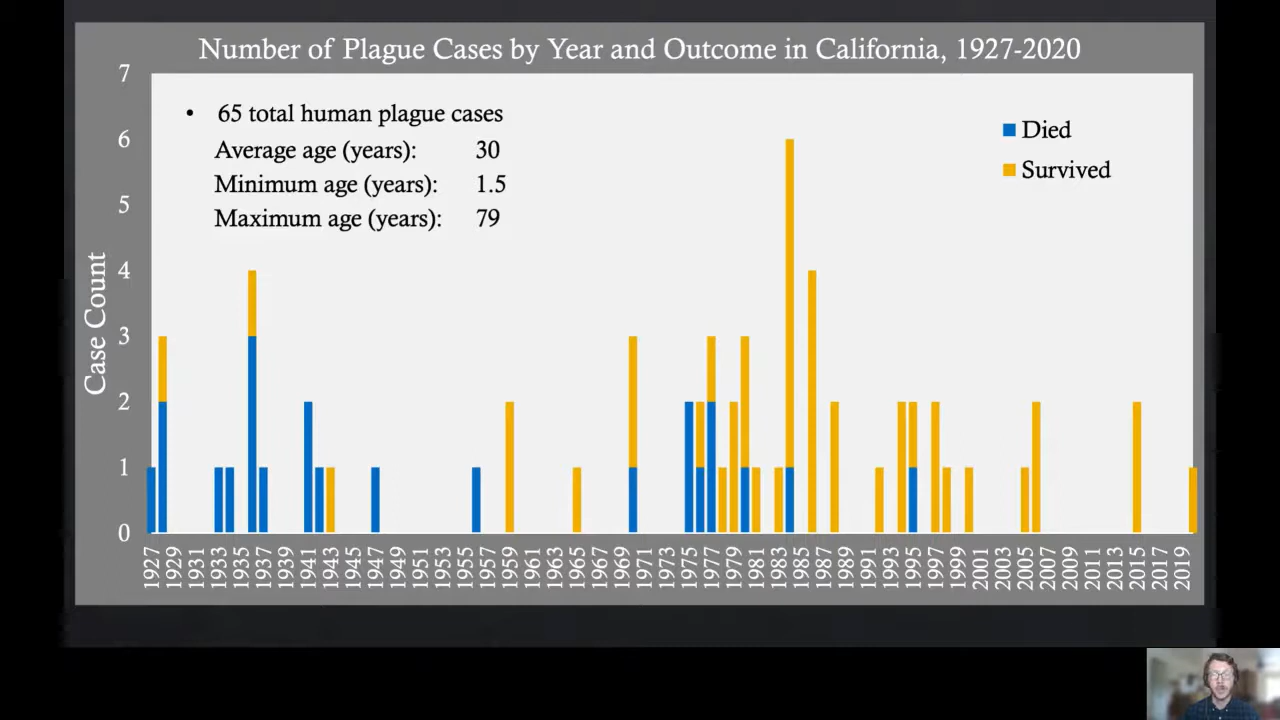 Number of Plague Cases by Year and Outcome in California, 1927-2020
7
6
5
4
3
2
1
0
Case Count
• 65 total human plague cases
Average age (years): 30
Minimum age (years): 1.5
Maximum age (years): 79
Died
Survived
1927 1929 1931 1933 1935 1937 1939 1941 1943 1945 1947 1949 1951 1953 1955 1957 1959 1961 1963 1965 1967 1969 1971 1973 1975 1977 1979 1981 1983 1985 1987 1989 1991 1993 1995 1997 1999 2001 2003 2005 2007 2009 2011 2013 2015 2017 2019